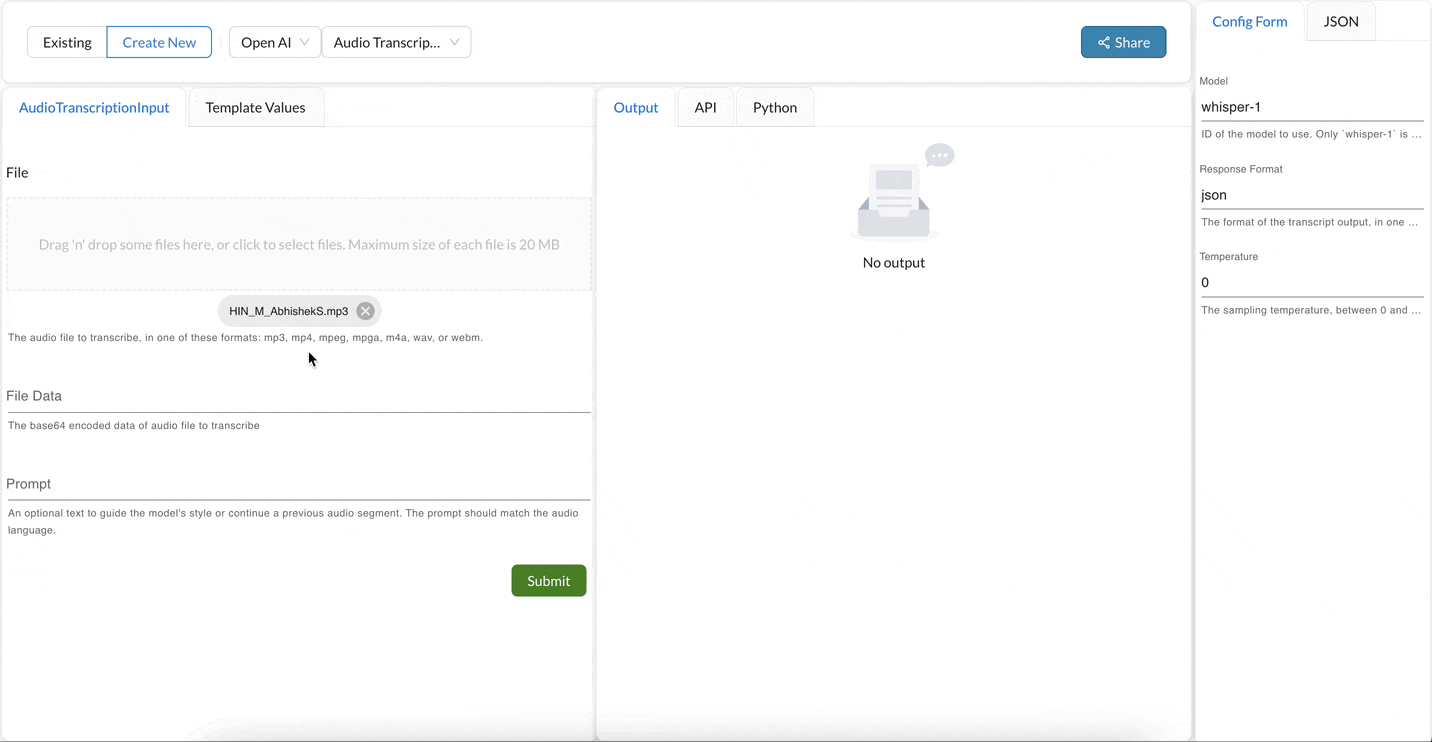 Existing
Create New
Open AI
Audio Transcrip...
Share
AudioTranscriptionInput
Template Values
File
Drag 'n' drop some files here, or click to select files. Maximum size of each file is 20 MB
HIN_M_AbhishekS.mp3
The audio file to transcribe, in one of these formats: mp3, mp4, mpeg, mpga, m4a, wav, or webm.
File Data
The base64 encoded data of audio file to transcribe
Prompt
An optional text to guide the model's style or continue a previous audio segment. The prompt should match the audio
language.
Submit
Output
API
Python
No output
Config Form
JSON
Model
whisper-1
ID of the model to use. Only `whisper-1` is ...
Response Format
json
The format of the transcript output, in one ...
Temperature
0
The sampling temperature, between 0 and ...